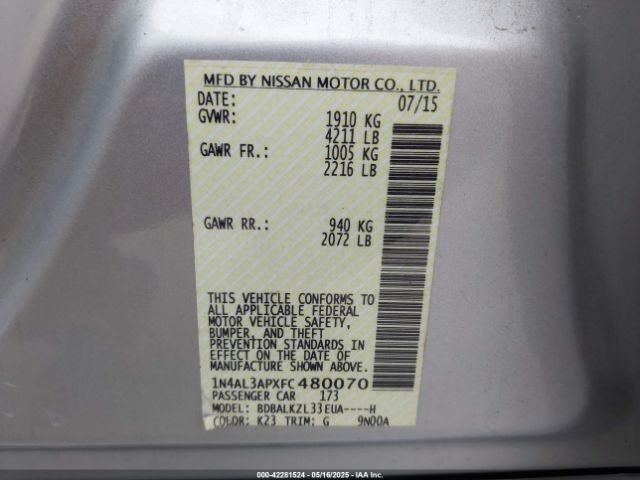 MFD BY NISSAN MOTOR CO., LTD.
DATE: 07/15
GVWR: 1910 KG
4211 LB
GAWR FR.: 1005 KG
2216 LB
GAWR RR.: 940 KG
2072 LB
THIS VEHICLE CONFORMS TO
ALL APPLICABLE FEDERAL
MOTOR VEHICLE SAFETY,
BUMPER, AND THEFT
PREVENTION STANDARDS IN
EFFECT ON THE DATE OF
MANUFACTURE SHOWN ABOVE.
1N4AL3APXFC480070
PASSENGER CAR 173
MODEL: BDBALKZL33EUA----H
COLOR: K23 TRIM: G 9N00A
000-42281524 - 05/16/2025 - IAAI.COM